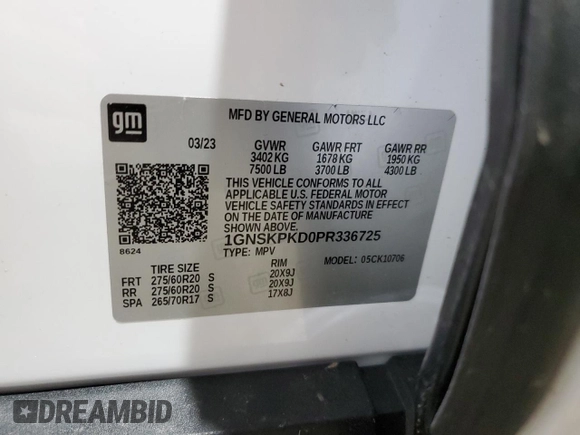 gm
MFD BY GENERAL MOTORS LLC
03/23 GVWR GAWR FRT GAWR RR
3402 KG 1678 KG 1950 KG
7500 LB 3700 LB 4300 LB
THIS VEHICLE CONFORMS TO ALL
APPLICABLE U.S. FEDERAL MOTOR
VEHICLE SAFETY STANDARDS IN
EFFECT ON THE DATE OF MANUFACTURE
SHOWN ABOVE.
8624
1GNSKPKD0PR336725
TYPE: MPV MODEL: 05CK10706
TIRE SIZE RIM
FRT 275/60R20 S 20X9J
RR 275/60R20 S 20X9J
SPA 265/70R17 S 17X8J
DREAMBID